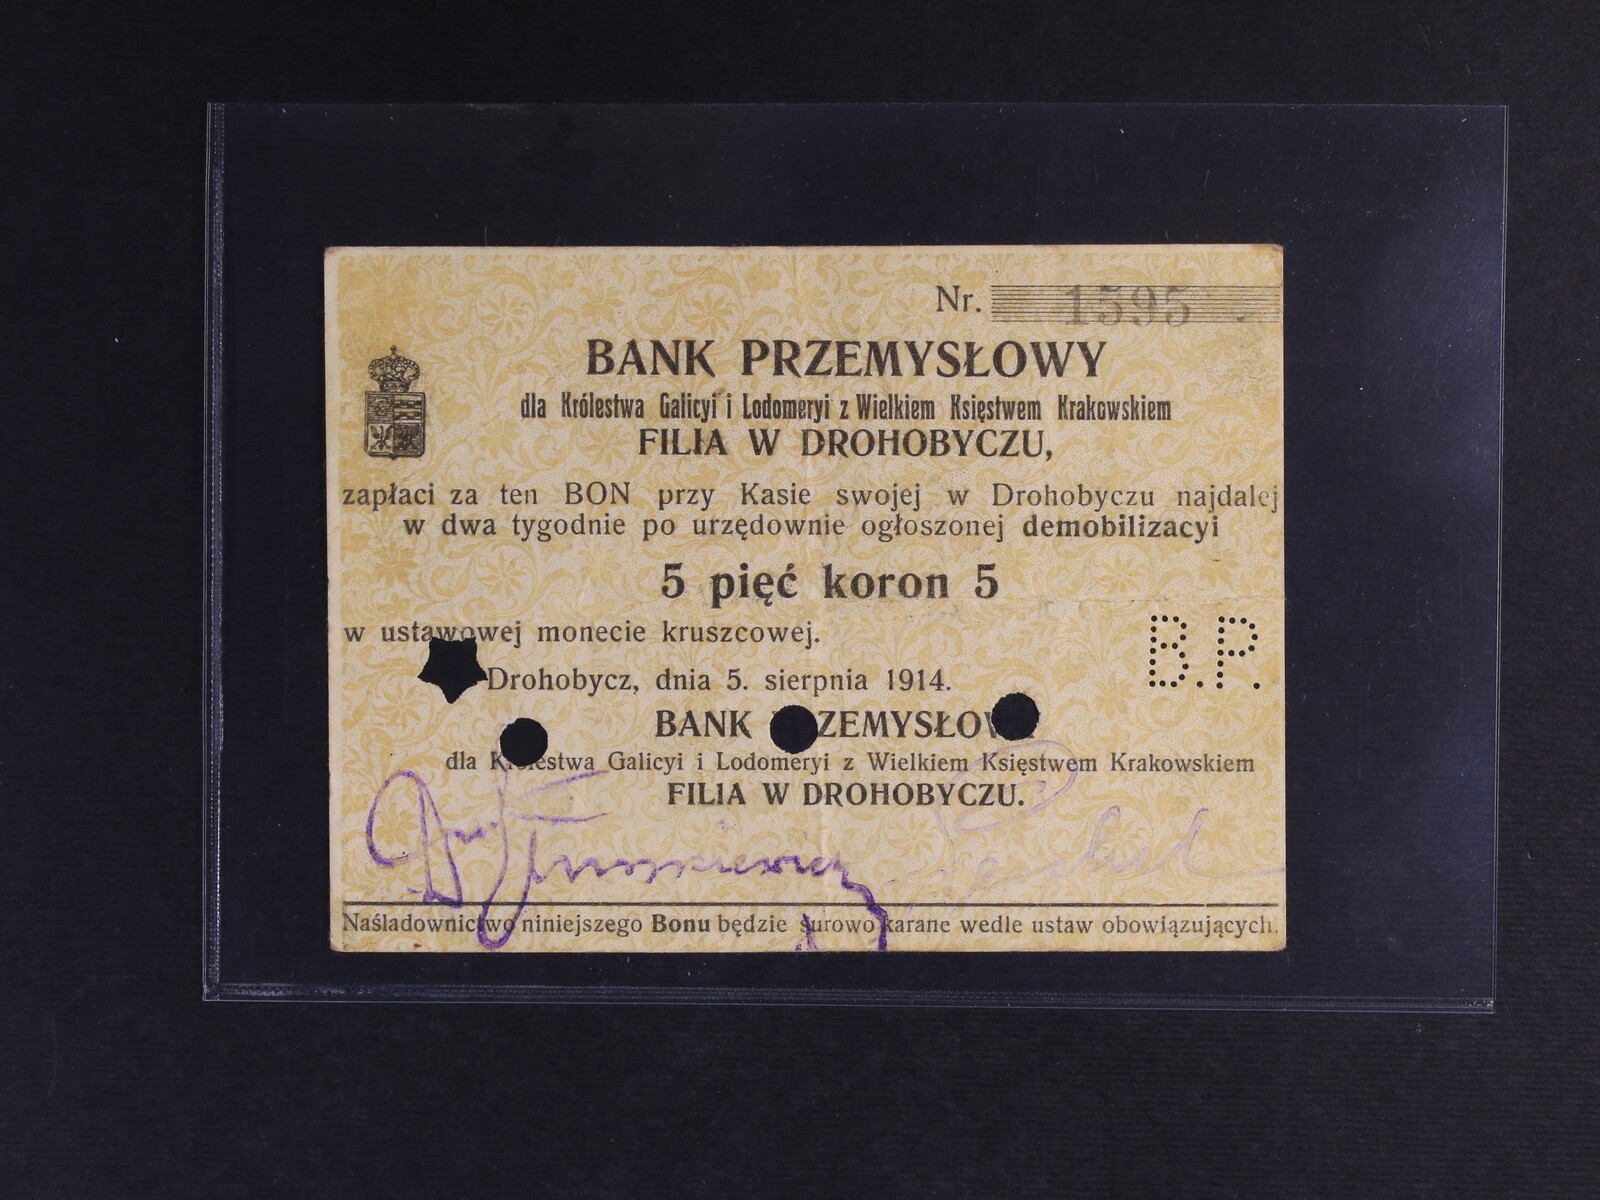 Nr. 1595
BANK PRZEMYSŁOWY
dla Królestwa Galicyi i Lodomeryi z Wielkiem Księstwem Krakowskiem
FILIA W DROHOBYCZU,
zapłaci za ten BON przy Kasie swojej w Drohobyczu najdalej
w dwa tygodnie po urzędownie ogłoszonej demobilizacyi
5 pięć koron 5
w ustawowej monecie kruszcowej.
B.P.
Drohobycz, dnia 5. sierpnia 1914.
BANK PRZEMYSŁOWY
dla Królestwa Galicyi i Lodomeryi z Wielkiem Księstwem Krakowskiem
FILIA W DROHOBYCZU.
Naśladownictwo niniejszego Bonu będzie surowo karane wedle ustaw obowiązujących.